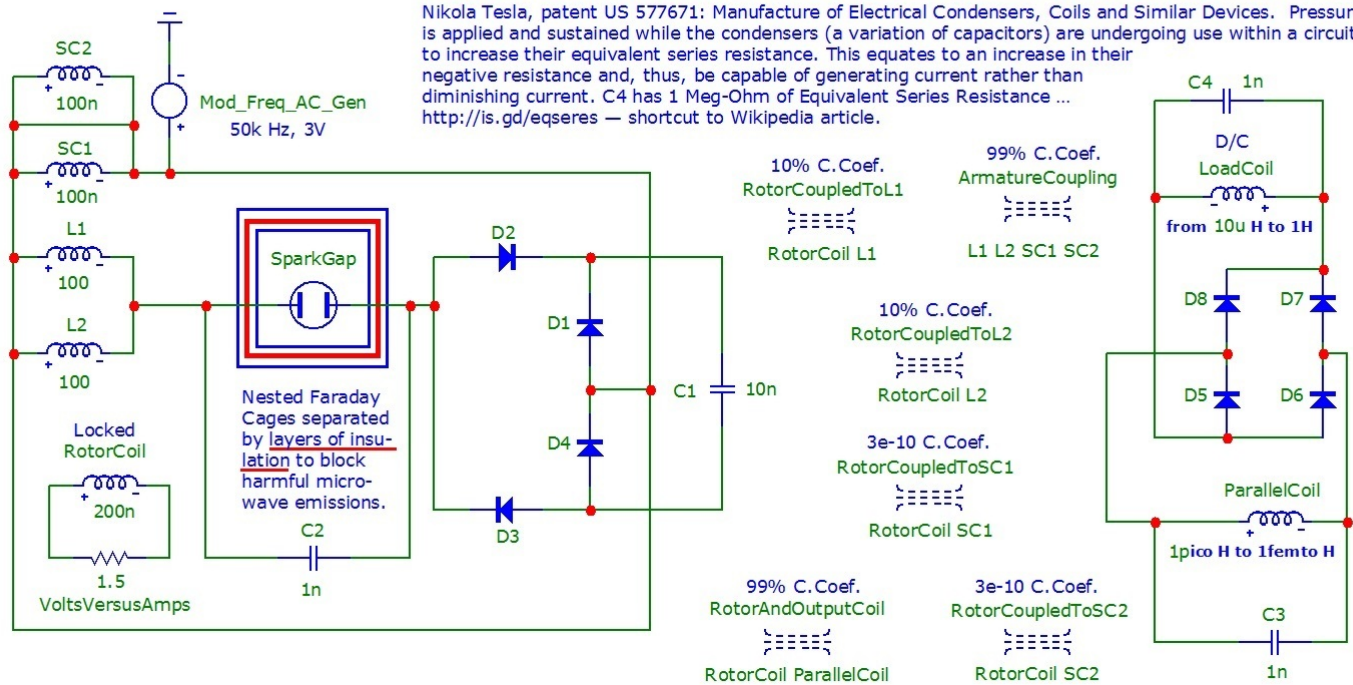 Nikola Tesla, patent US 577671: Manufacture of Electrical Condensers, Coils and Similar Devices. Pressur
is applied and sustained while the condensers (a variation of capacitors) are undergoing use within a circuit
to increase their equivalent series resistance. This equates to an increase in their
negative resistance and, thus, be capable of generating current rather than
diminishing current. C4 has 1 Meg-Ohm of Equivalent Series Resistance ...
http://is.gd/eqseres — shortcut to Wikipedia article.
SC2
100n
Mod_Freq_AC_Gen
50k Hz, 3V
SC1
100n
L1
100
L2
100
Locked
RotorCoil
200n
1.5
VoltsVersusAmps
SparkGap
Nested Faraday
Cages separated
by layers of insu-
lation to block
harmful micro-
wave emissions.
C2
1n
D2
D1
D4
D3
C1
10n
10% C.Coef.
RotorCoupledToL1
RotorCoil L1
99% C.Coef.
ArmatureCoupling
L1 L2 SC1 SC2
10% C.Coef.
RotorCoupledToL2
RotorCoil L2
3e-10 C.Coef.
RotorCoupledToSC1
RotorCoil SC1
99% C.Coef.
RotorAndOutputCoil
RotorCoil ParallelCoil
3e-10 C.Coef.
RotorCoupledToSC2
RotorCoil SC2
C4
1n
D/C
LoadCoil
from 10u H to 1H
D8
D7
D5
D6
ParallelCoil
1pico H to 1femto H
C3
1n